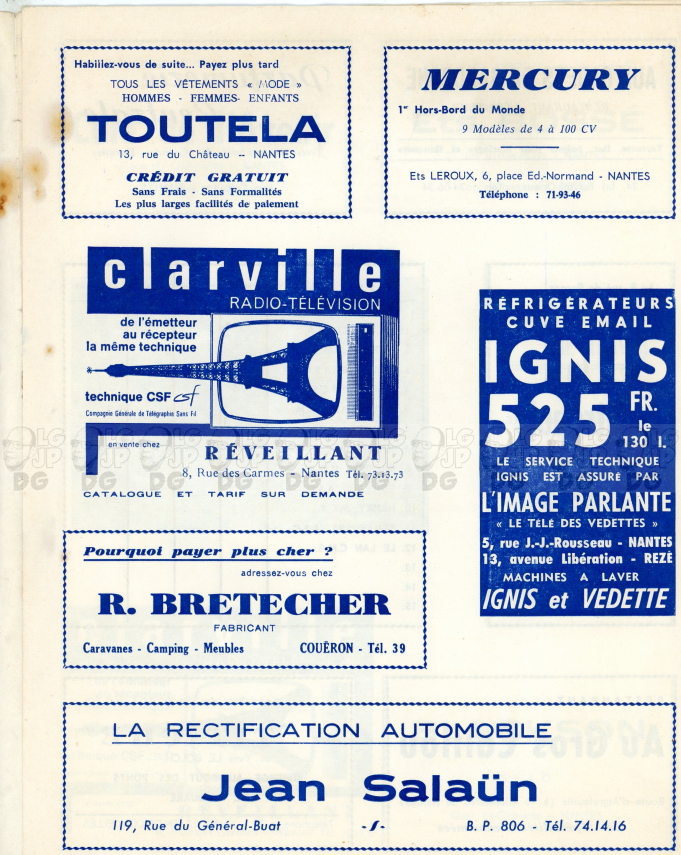 Habillez-vous de suite... Payez plus tard
TOUS LES VÊTEMENTS « MODE »
HOMMES - FEMMES - ENFANTS
TOUTELA
13, rue du Château -- NANTES
CRÉDIT GRATUIT
Sans Frais - Sans Formalités
Les plus larges facilités de paiement
MERCURY
1er Hors-Bord du Monde
9 Modèles de 4 à 100 CV
Ets LEROUX, 6, place Ed.-Normand - NANTES
Téléphone : 71-93-46
clarville
RADIO-TÉLÉVISION
de l'émetteur
au récepteur
la même technique
technique CSF csf
Compagnie Générale de Télégraphie Sans Fil
en vente chez
RÉVEILLANT
8, Rue des Carmes - Nantes Tél. 73.13.73
CATALOGUE ET TARIF SUR DEMANDE
RÉFRIGÉRATEURS
CUVE EMAIL
IGNIS
525 FR.
le
130 l.
LE SERVICE TECHNIQUE
IGNIS EST ASSURÉ PAR
L'IMAGE PARLANTE
« LE TÉLÉ DES VEDETTES »
5, rue J.-J.-Rousseau - NANTES
13, avenue Libération - REZÉ
MACHINES A LAVER
IGNIS et VEDETTE
Pourquoi payer plus cher ?
adressez-vous chez
R. BRETECHER
FABRICANT
Caravanes - Camping - Meubles COUËRON - Tél. 39
LA RECTIFICATION AUTOMOBILE
Jean Salaün
119, Rue du Général-Buat -/- B. P. 806 - Tél. 74.14.16